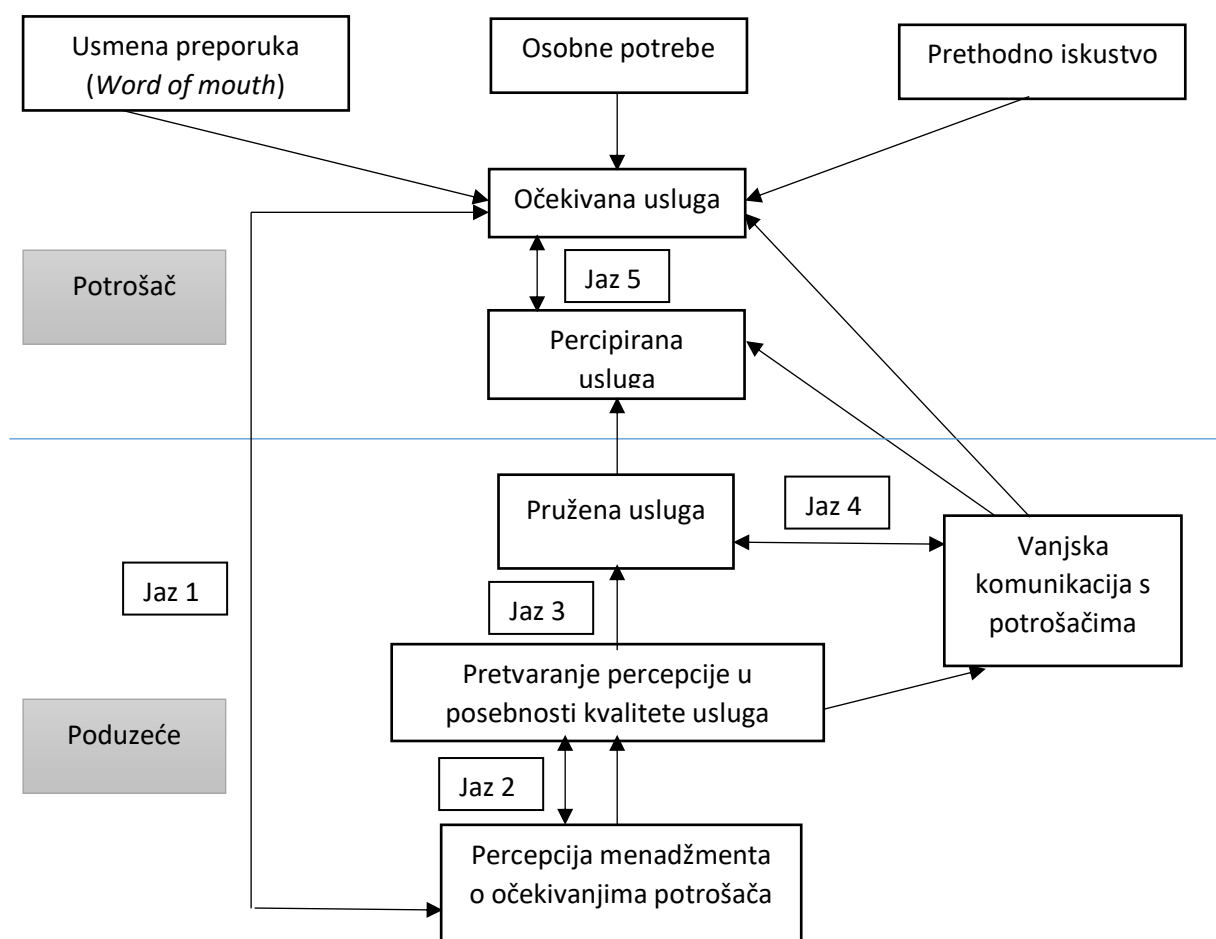 Usmena preporuka
(Word of mouth)
Osobne potrebe
Prethodno iskustvo
Očekivana usluga
Potrošač
Jaz 5
Percipirana
usluga
Pružena usluga
Jaz 4
Vanjska
komunikacija s
potrošačima
Jaz 1
Jaz 3
Pretvaranje percepcije u
posebnosti kvalitete usluga
Poduzeće
Jaz 2
Percepcija menadžmenta
o očekivanjima potrošača